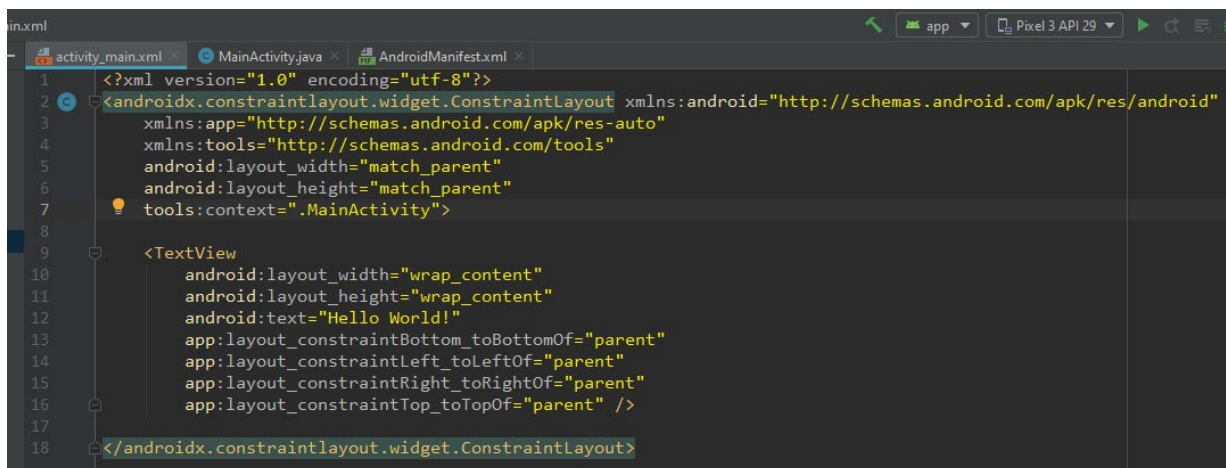 in.xml
app
Pixel 3 API 29
activity_main.xml
MainActivity.java
AndroidManifest.xml
1 <?xml version="1.0" encoding="utf-8"?>
2 <androidx.constraintlayout.widget.ConstraintLayout xmlns:android="http://schemas.android.com/apk/res/android"
3 xmlns:app="http://schemas.android.com/apk/res-auto"
4 xmlns:tools="http://schemas.android.com/tools"
5 android:layout_width="match_parent"
6 android:layout_height="match_parent"
7 tools:context=".MainActivity">
8
9 <TextView
10 android:layout_width="wrap_content"
11 android:layout_height="wrap_content"
12 android:text="Hello World!"
13 app:layout_constraintBottom_toBottomOf="parent"
14 app:layout_constraintLeft_toLeftOf="parent"
15 app:layout_constraintRight_toRightOf="parent"
16 app:layout_constraintTop_toTopOf="parent" />
17
18 </androidx.constraintlayout.widget.ConstraintLayout>